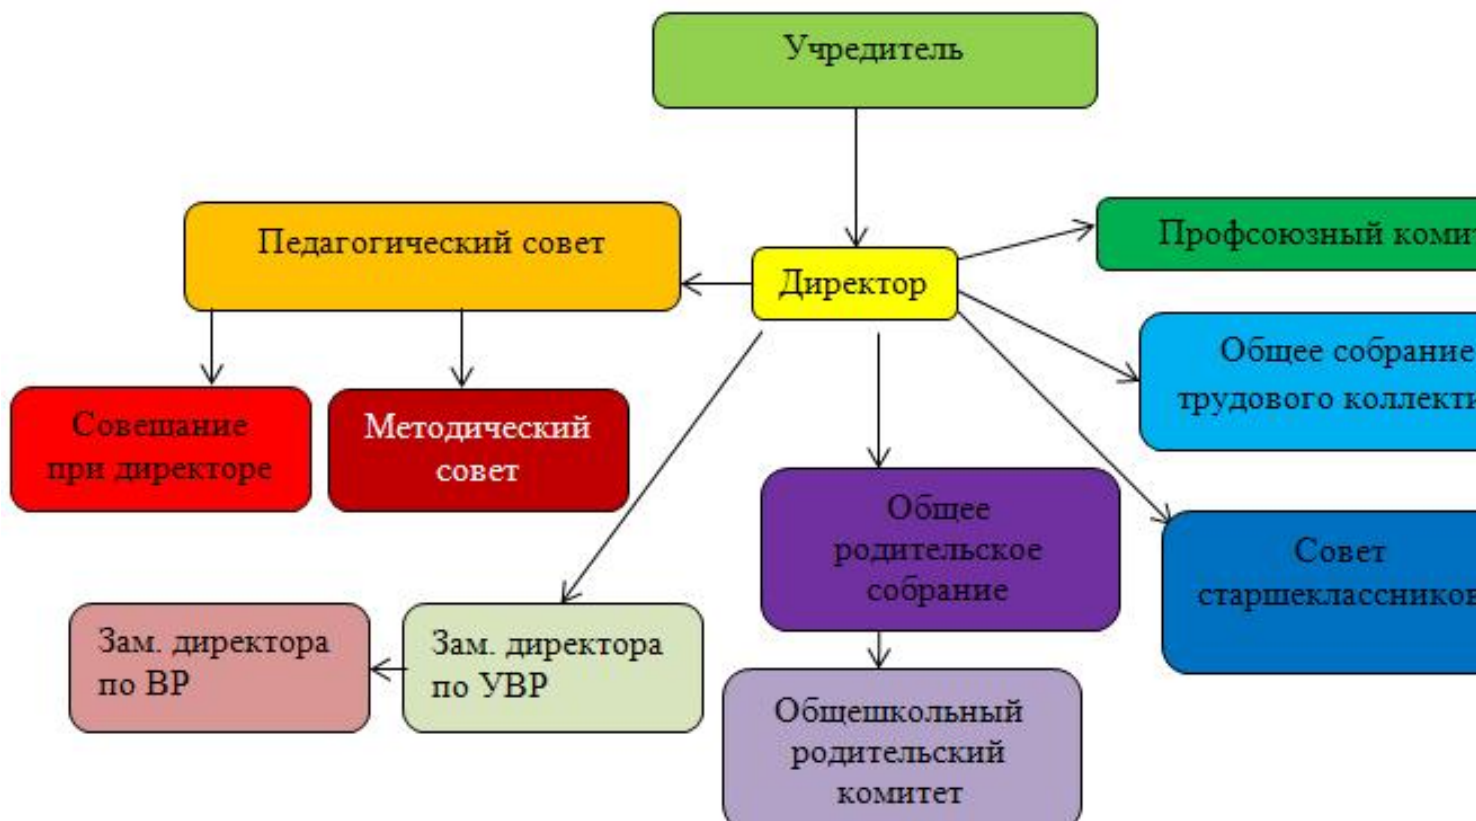 Учредитель
Педагогический совет
Директор
Профсоюзный комит
Общее собрание
трудового коллекти
Совещание
при директоре
Методический
совет
Общее
родительское
собрание
Совет
старшеклассников
Зам. директора
по ВР
Зам. директора
по УВР
Общешкольный
родительский
комитет